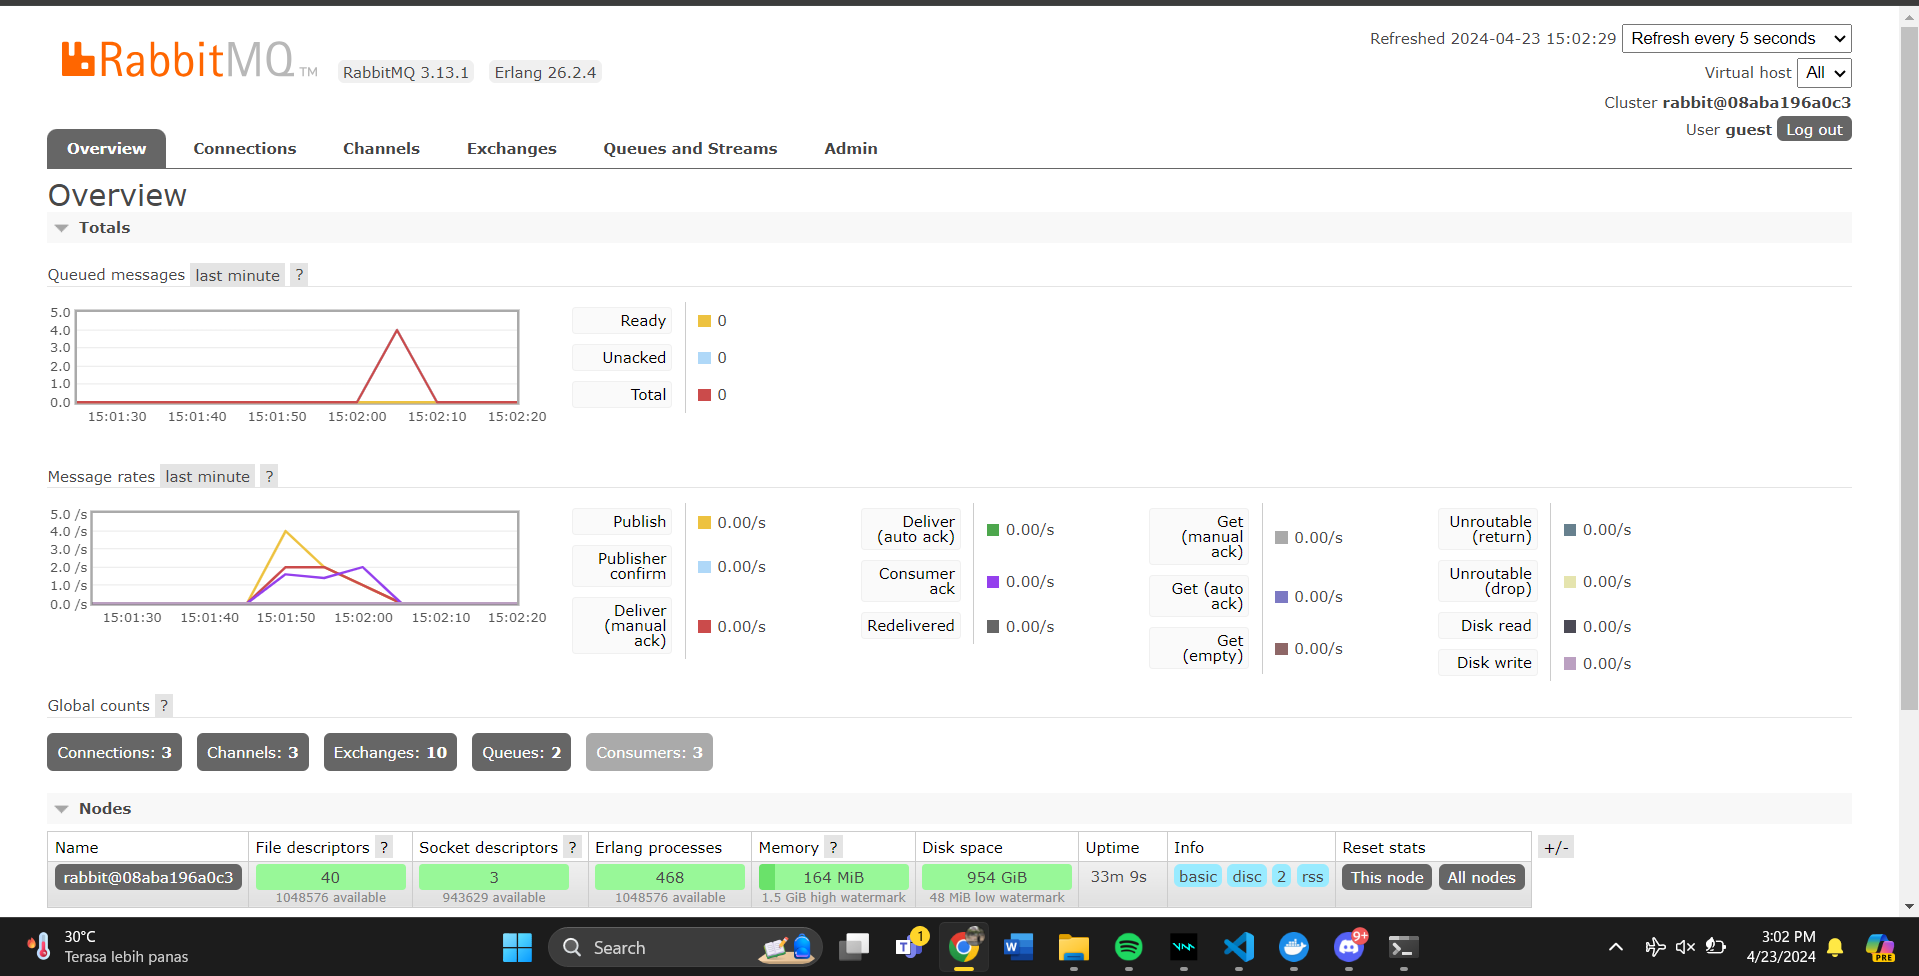 RabbitMQ TM
RabbitMQ 3.13.1
Erlang 26.2.4
Refreshed 2024-04-23 15:02:29 Refresh every 5 seconds
Virtual host All
Cluster rabbit@08aba196a0c3
User guest Log out
Overview Connections Channels Exchanges Queues and Streams Admin
Overview
Totals
Queued messages last minute ?
5.0
4.0
3.0
2.0
1.0
0.0
15:01:30 15:01:40 15:01:50 15:02:00 15:02:10 15:02:20
Ready 0
Unacked 0
Total 0
Message rates last minute ?
5.0 /s
4.0 /s
3.0 /s
2.0 /s
1.0 /s
0.0 /s
15:01:30 15:01:40 15:01:50 15:02:00 15:02:10 15:02:20
Publish 0.00/s
Publisher
confirm 0.00/s
Deliver
(manual
ack) 0.00/s
Deliver
(auto ack) 0.00/s
Consumer
ack 0.00/s
Redelivered 0.00/s
Get
(manual
ack) 0.00/s
Get (auto
ack) 0.00/s
Get
(empty) 0.00/s
Unroutable
(return) 0.00/s
Unroutable
(drop) 0.00/s
Disk read 0.00/s
Disk write 0.00/s
Global counts ?
Connections: 3 Channels: 3 Exchanges: 10 Queues: 2 Consumers: 3
Nodes
Name File descriptors ? Socket descriptors ? Erlang processes Memory ? Disk space Uptime Info Reset stats +/-
rabbit@08aba196a0c3 40 3 468 164 MiB 954 GiB 33m 9s basic disc 2 rss This node All nodes
1048576 available 943629 available 1048576 available 1.5 GiB high watermark 48 MiB low watermark
30°C
Terasa lebih panas
Search
1
9+
3:02 PM
4/23/2024
PRE